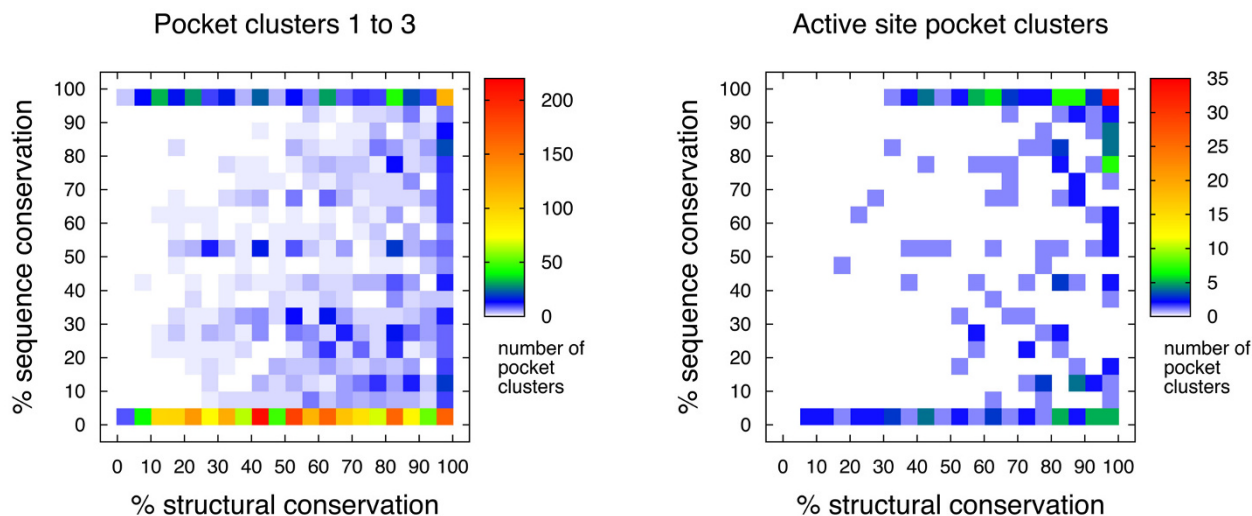 Pocket clusters 1 to 3
% sequence conservation
100
90
80
70
60
50
40
30
20
10
0
0 10 20 30 40 50 60 70 80 90 100
% structural conservation
200
150
100
50
0
number of
pocket
clusters
Active site pocket clusters
% sequence conservation
100
90
80
70
60
50
40
30
20
10
0
0 10 20 30 40 50 60 70 80 90 100
% structural conservation
35
30
25
20
15
10
5
0
number of
pocket
clusters